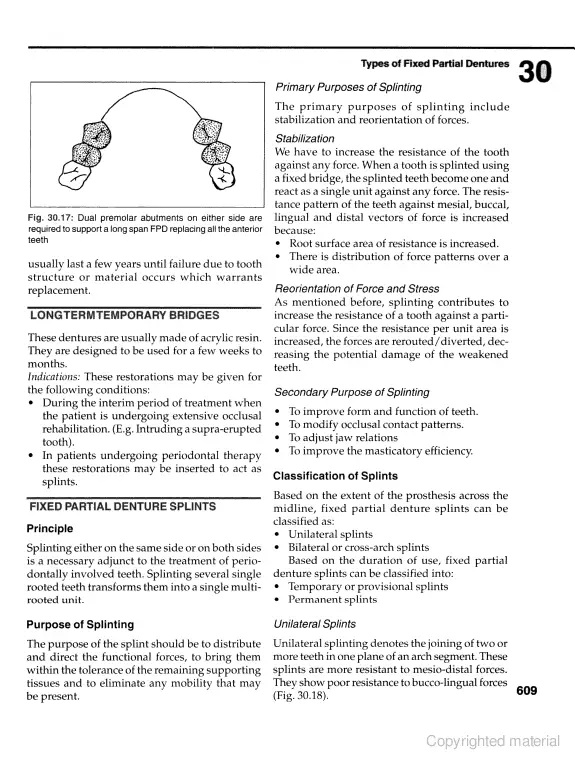 Types of Fixed Partial Dentures
30
Fig. 30.17: Dual premolar abutments on either side are
required to support a long span FPD replacing all the anterior
teeth
usually last a few years until failure due to tooth
structure or material occurs which warrants
replacement.
LONGTERM TEMPORARY BRIDGES
These dentures are usually made of acrylic resin.
They are designed to be used for a few weeks to
months.
Indications: These restorations may be given for
the following conditions:
• During the interim period of treatment when
the patient is undergoing extensive occlusal
rehabilitation. (E.g. Intruding a supra-erupted
tooth).
• In patients undergoing periodontal therapy
these restorations may be inserted to act as
splints.
FIXED PARTIAL DENTURE SPLINTS
Principle
Splinting either on the same side or on both sides
is a necessary adjunct to the treatment of perio-
dontally involved teeth. Splinting several single
rooted teeth transforms them into a single multi-
rooted unit.
Purpose of Splinting
The purpose of the splint should be to distribute
and direct the functional forces, to bring them
within the tolerance of the remaining supporting
tissues and to eliminate any mobility that may
be present.
Primary Purposes of Splinting
The primary purposes of splinting include
stabilization and reorientation of forces.
Stabilization
We have to increase the resistance of the tooth
against any force. When a tooth is splinted using
a fixed bridge, the splinted teeth become one and
react as a single unit against any force. The resis-
tance pattern of the teeth against mesial, buccal,
lingual and distal vectors of force is increased
because:
• Root surface area of resistance is increased.
• There is distribution of force patterns over a
wide area.
Reorientation of Force and Stress
As mentioned before, splinting contributes to
increase the resistance of a tooth against a parti-
cular force. Since the resistance per unit area is
increased, the forces are rerouted/diverted, dec-
reasing the potential damage of the weakened
teeth.
Secondary Purpose of Splinting
• To improve form and function of teeth.
• To modify occlusal contact patterns.
• To adjust jaw relations
• To improve the masticatory efficiency.
Classification of Splints
Based on the extent of the prosthesis across the
midline, fixed partial denture splints can be
classified as:
• Unilateral splints
• Bilateral or cross-arch splints
Based on the duration of use, fixed partial
denture splints can be classified into:
• Temporary or provisional splints
• Permanent splints
Unilateral Splints
Unilateral splinting denotes the joining of two or
more teeth in one plane of an arch segment. These
splints are more resistant to mesio-distal forces.
They show poor resistance to bucco-lingual forces
(Fig. 30.18).
609
Copyrighted material